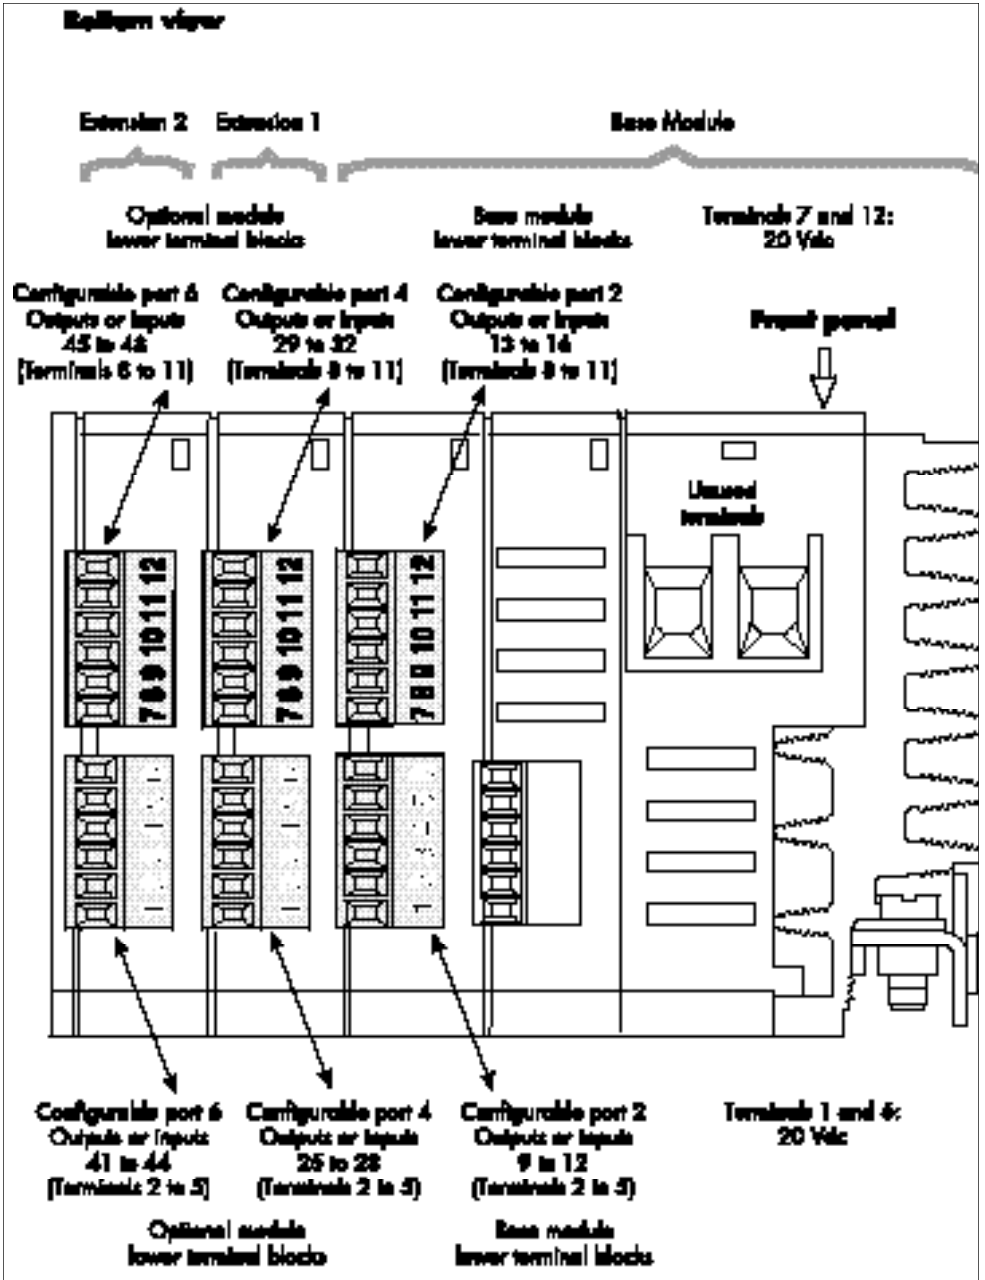 Bottom view
Extension 2
Extension 1
Base Module
Optional module
lower terminal blocks
Base module
lower terminal blocks
Terminals 7 and 12:
20 Vdc
Configurable port 6
Outputs or Inputs
45 to 48
(Terminals 8 to 11)
Configurable port 4
Outputs or Inputs
29 to 32
(Terminals 8 to 11)
Configurable port 2
Outputs or Inputs
13 to 16
(Terminals 8 to 11)
Front panel
Unused
terminals
7 8 9 10 11 12
7 8 9 10 11 12
7 8 9 10 11 12
Configurable port 6
Outputs or Inputs
41 to 44
(Terminals 2 to 5)
Configurable port 4
Outputs or Inputs
25 to 28
(Terminals 2 to 5)
Configurable port 2
Outputs or Inputs
9 to 12
(Terminals 2 to 5)
Terminals 1 and 6:
20 Vdc
Optional module
lower terminal blocks
Base module
lower terminal blocks